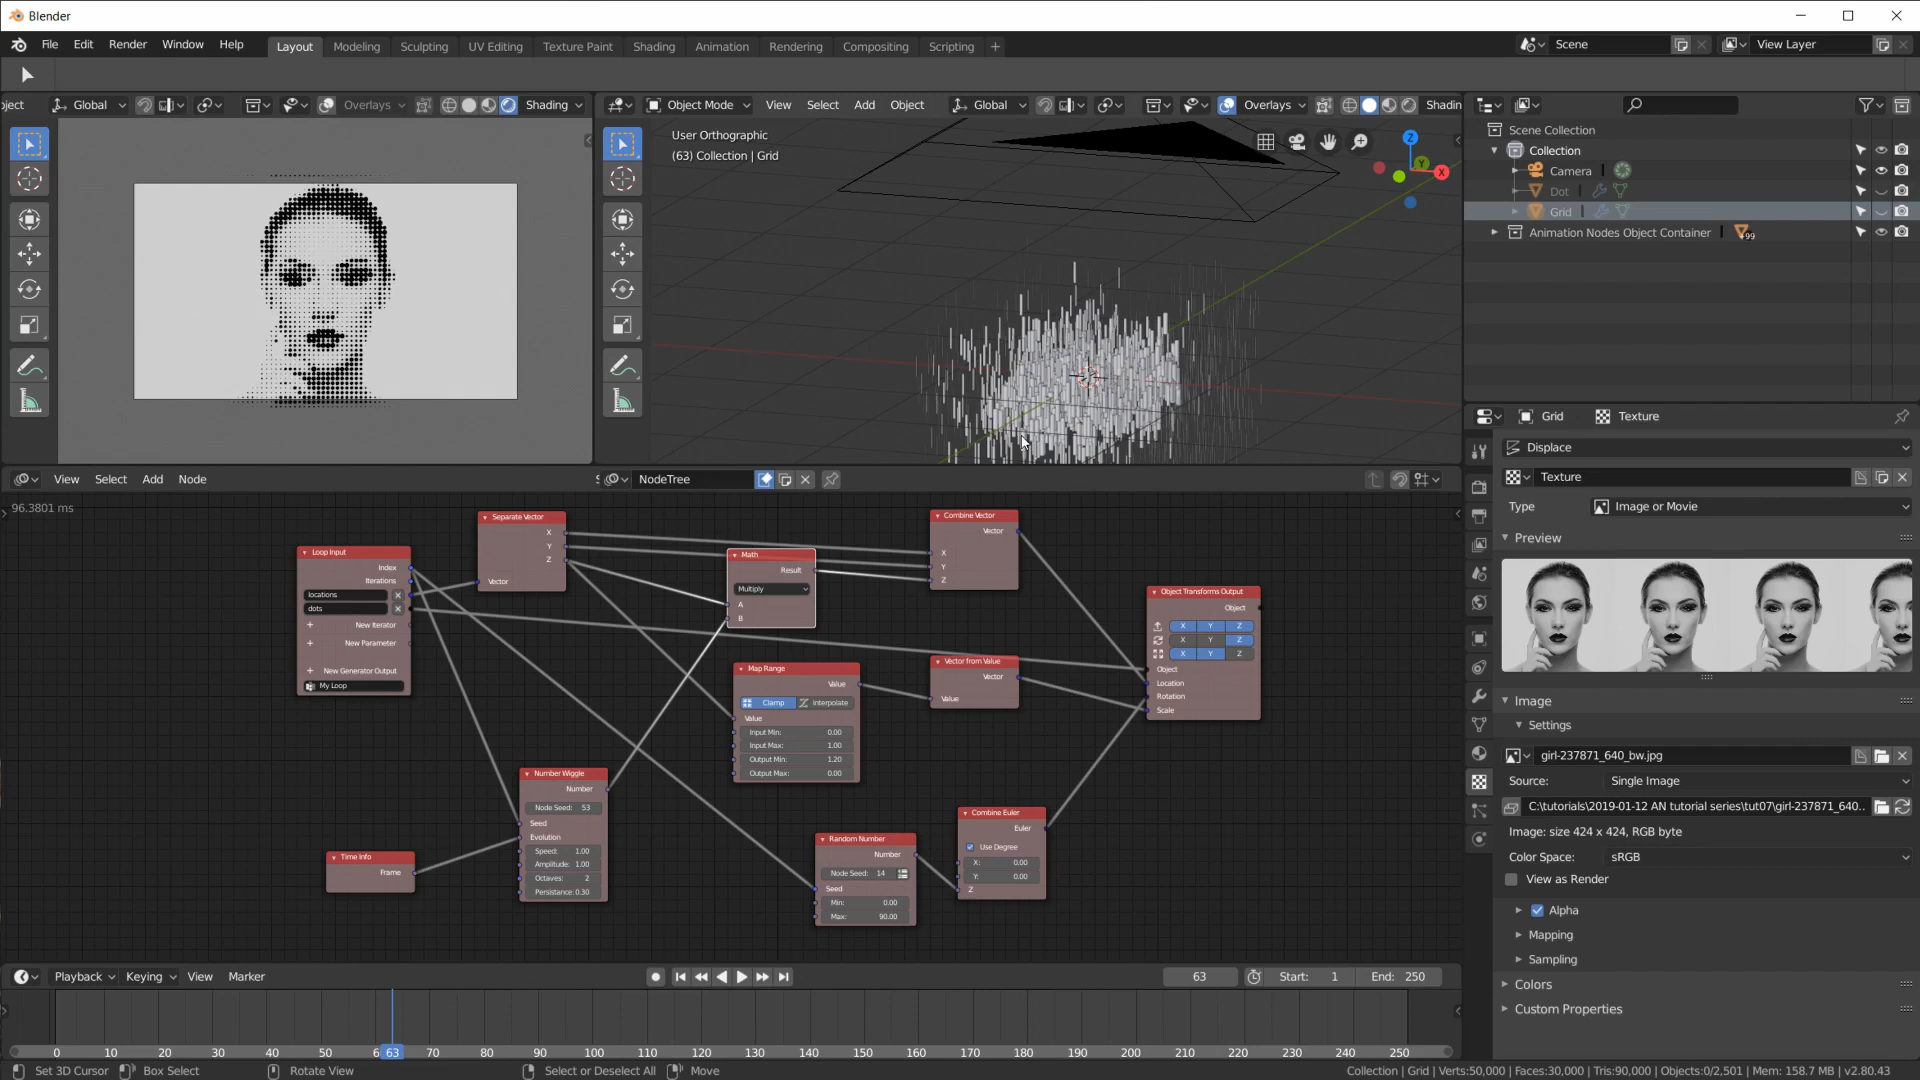 Blender
File Edit Render Window Help Layout Modeling Sculpting UV Editing Texture Paint Shading Animation Rendering Compositing Scripting + Scene View Layer
ject Global Overlays Shading
Object Mode View Select Add Object Global Overlays Shadin
User Orthographic
(63) Collection | Grid
Z
Y
X
Scene Collection
Collection
Camera
Dot
Grid
Animation Nodes Object Container 99
View Select Add Node NodeTree
96.3801 ms
Loop Input
Index
Iterations
locations
dots
New Iterator
New Parameter
New Generator Output
My Loop
Separate Vector
X
Y
Z
Vector
Math
Result
Multiply
A
B
Combine Vector
Vector
X
Y
Z
Map Range
Value
Clamp Interpolate
Value
Input Min: 0.00
Input Max: 1.00
Output Min: 1.20
Output Max: 0.00
Vector from Value
Vector
Value
Object Transforms Output
Object
X Y Z
X Y Z
X Y Z
Object
Location
Rotation
Scale
Number Wiggle
Number
Node Seed: 53
Seed
Evolution
Speed: 1.00
Amplitude: 1.00
Octaves: 2
Persistance: 0.30
Time Info
Frame
Random Number
Number
Node Seed: 14
Seed
Min: 0.00
Max: 90.00
Combine Euler
Euler
Use Degree
X: 0.00
Y: 0.00
Z
Grid Texture
Displace
Texture
Type Image or Movie
Preview
Image
Settings
girl-237871_640_bw.jpg
Source: Single Image
C:\tutorials\2019-01-12 AN tutorial series\tut07\girl-237871_640..
Image: size 424 x 424, RGB byte
Color Space: sRGB
View as Render
Alpha
Mapping
Sampling
Colors
Custom Properties
Playback Keying View Marker 63 Start: 1 End: 250
0 10 20 30 40 50 6 63 70 80 90 100 110 120 130 140 150 160 170 180 190 200 210 220 230 240 250
Set 3D Cursor Box Select Rotate View Select or Deselect All Move Collection | Grid | Verts:50,000 | Faces:30,000 | Tris:90,000 | Objects:0/2,501 | Mem: 158.7 MB | v2.80.43